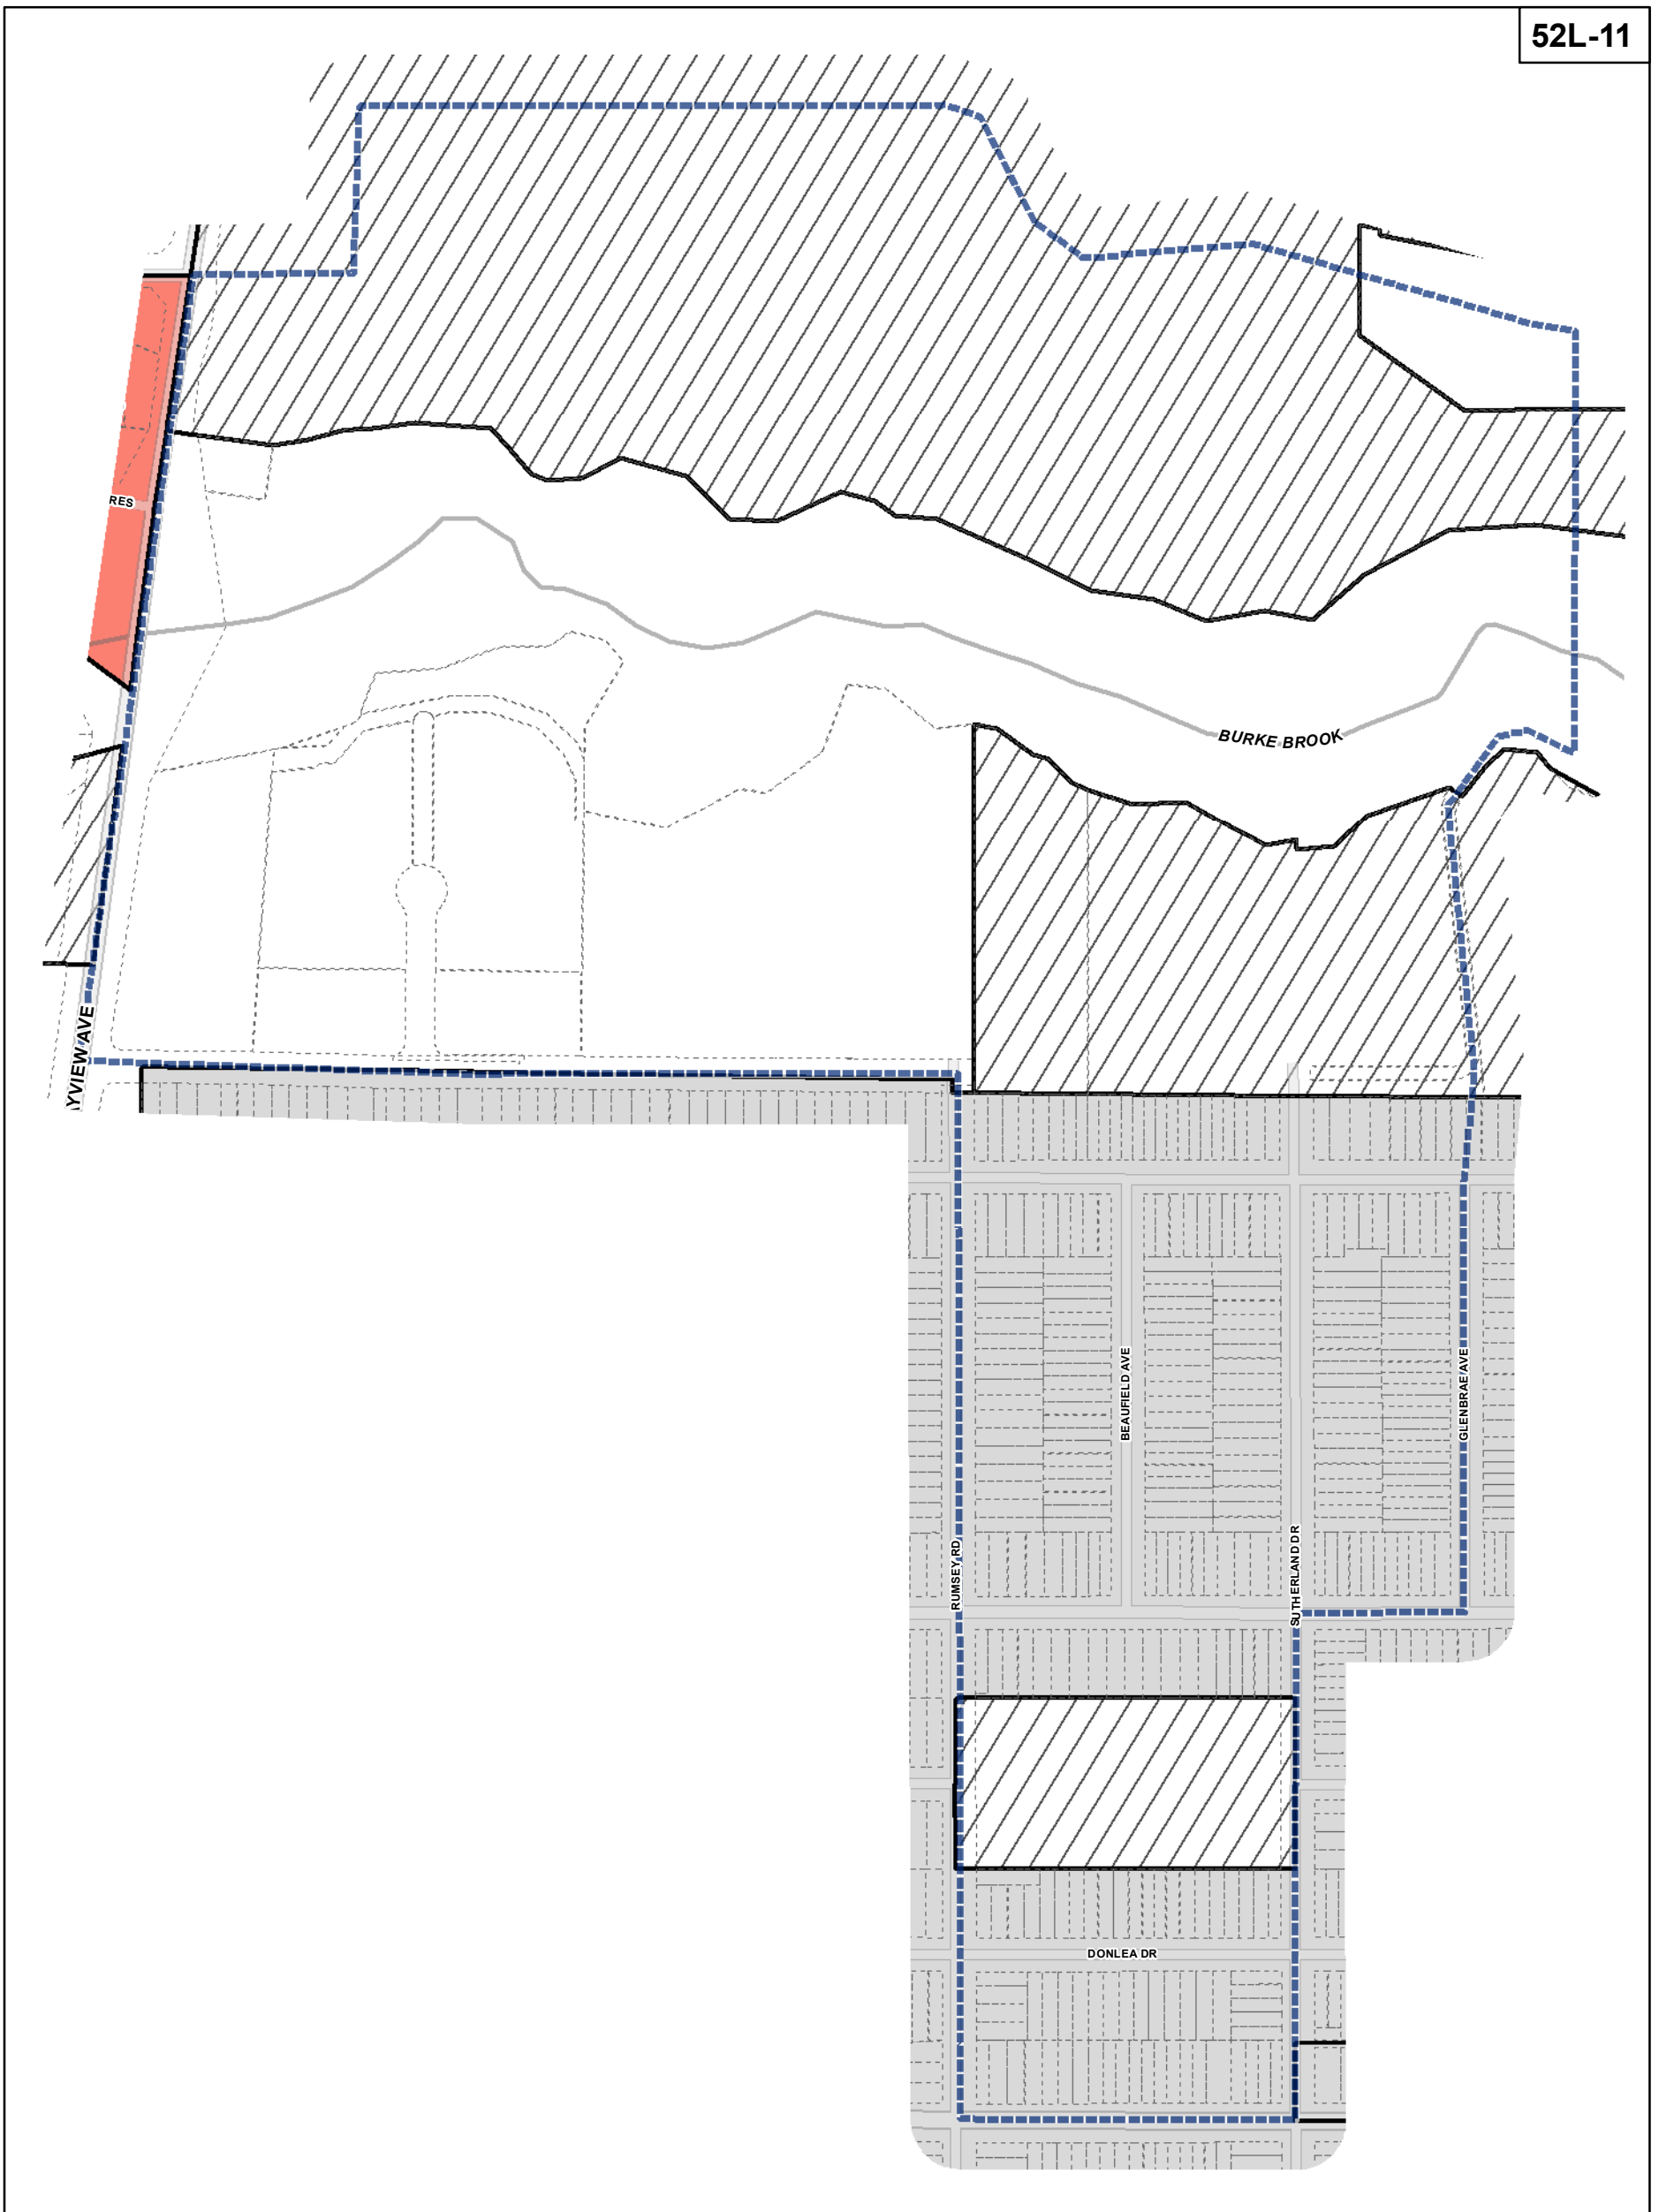 52L-11
RES
BURKE BROOK
YVIEW AVE
BEAUFIELD AVE
GLENBRAE AVE
RUMSEY RD
SUTHERLAND DR
DONLEA DR